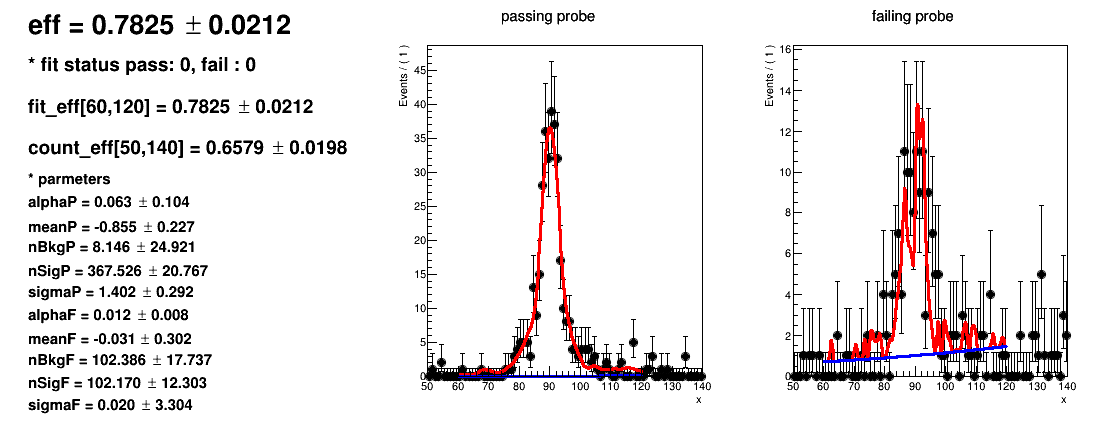 eff = 0.7825 ± 0.0212
* fit status pass: 0, fail : 0
fit_eff[60,120] = 0.7825 ± 0.0212
count_eff[50,140] = 0.6579 ± 0.0198
* parmeters
alphaP = 0.063 ± 0.104
meanP = -0.855 ± 0.227
nBkgP = 8.146 ± 24.921
nSigP = 367.526 ± 20.767
sigmaP = 1.402 ± 0.292
alphaF = 0.012 ± 0.008
meanF = -0.031 ± 0.302
nBkgF = 102.386 ± 17.737
nSigF = 102.170 ± 12.303
sigmaF = 0.020 ± 3.304
passing probe
Events / ( 1 )
45
40
35
30
25
20
15
10
5
0
50 60 70 80 90 100 110 120 130 140
x
failing probe
Events / ( 1 )
16
14
12
10
8
6
4
2
0
50 60 70 80 90 100 110 120 130 140
x